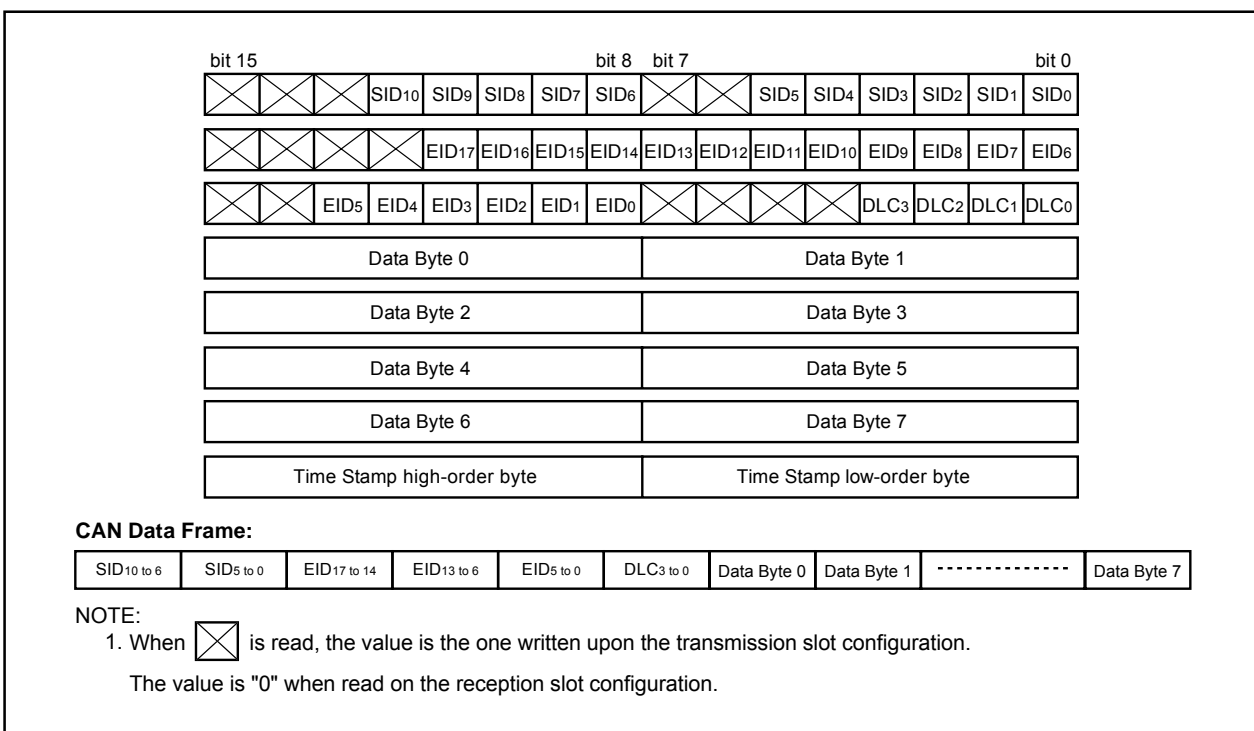 bit 15 bit 8 bit 7 bit 0
SID10 SID9 SID8 SID7 SID6 SID5 SID4 SID3 SID2 SID1 SID0
EID17 EID16 EID15 EID14 EID13 EID12 EID11 EID10 EID9 EID8 EID7 EID6
EID5 EID4 EID3 EID2 EID1 EID0 DLC3 DLC2 DLC1 DLC0
Data Byte 0 Data Byte 1
Data Byte 2 Data Byte 3
Data Byte 4 Data Byte 5
Data Byte 6 Data Byte 7
Time Stamp high-order byte Time Stamp low-order byte
CAN Data Frame:
SID10 to 6 SID5 to 0 EID17 to 14 EID13 to 6 EID5 to 0 DLC3 to 0 Data Byte 0 Data Byte 1 Data Byte 7
NOTE:
1. When is read, the value is the one written upon the transmission slot configuration.
The value is "0" when read on the reception slot configuration.